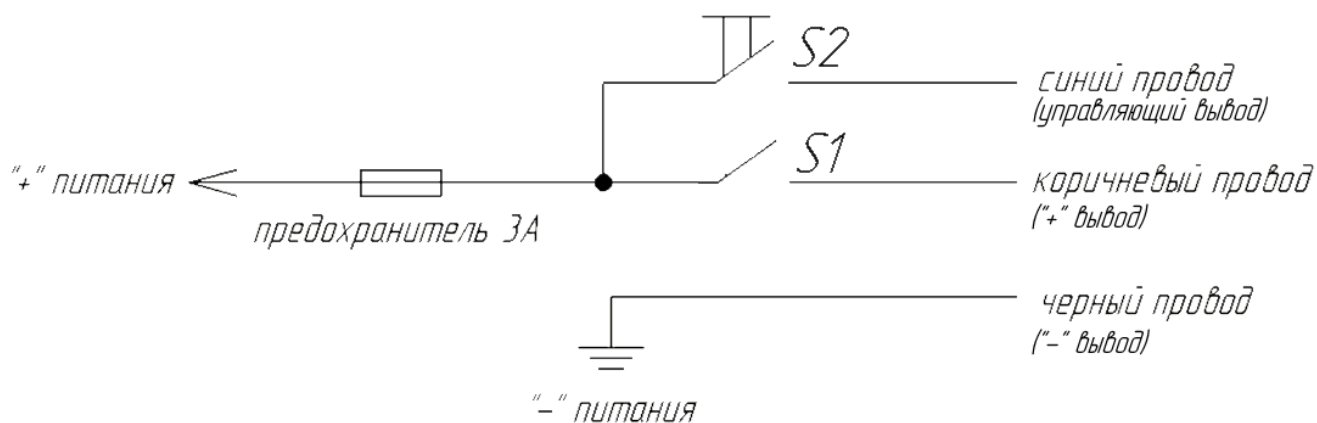 S2
синий провод
(управляющий вывод)
S1
"+" питания
коричневый провод
("+" вывод)
предохранитель 3А
черный провод
("−" вывод)
"−" питания